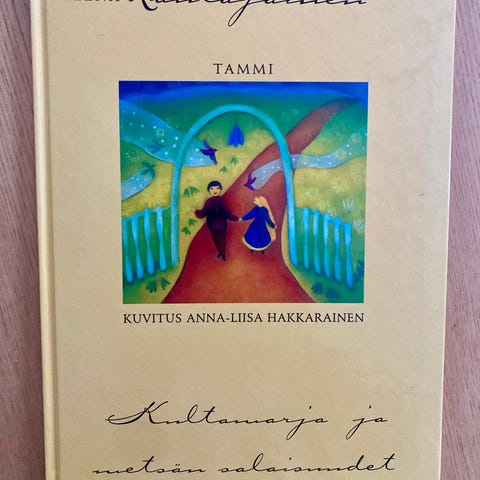 TAMMI
KUVITUS ANNA-LIISA HAKKARAINEN
Kultamarja ja
metsän salaisuudet